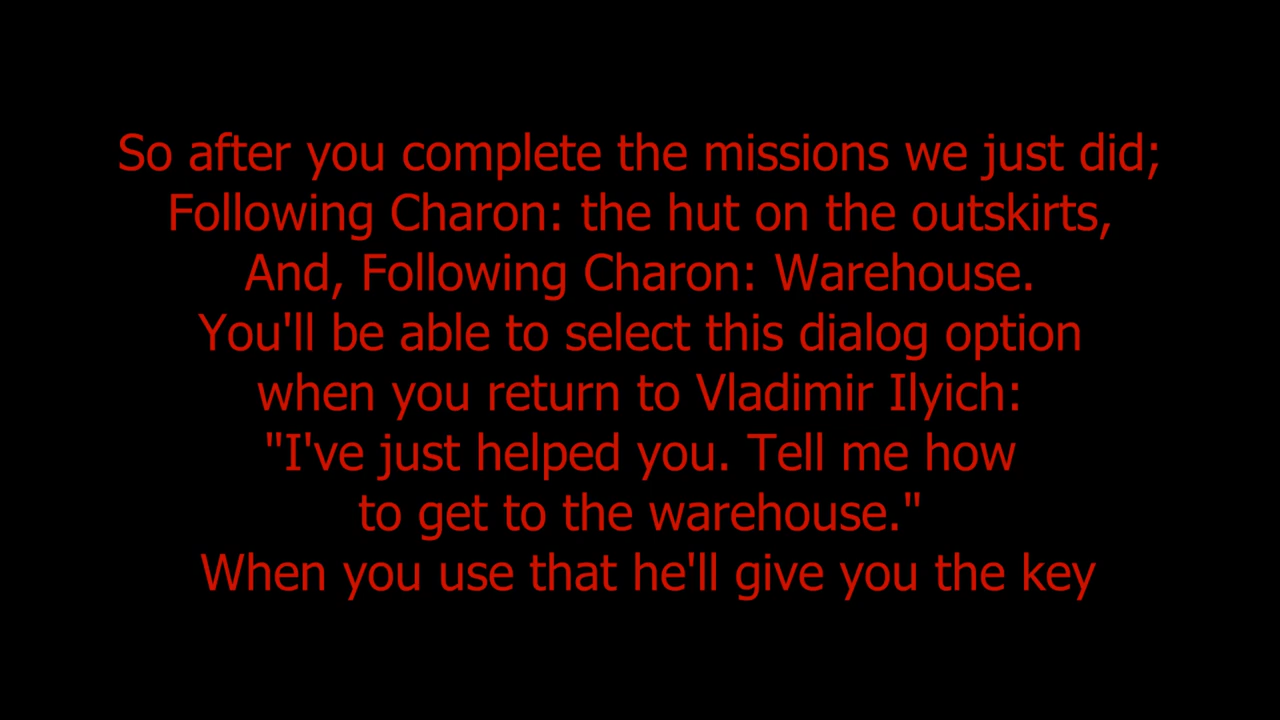 So after you complete the missions we just did;
Following Charon: the hut on the outskirts,
And, Following Charon: Warehouse.
You'll be able to select this dialog option
when you return to Vladimir Ilyich:
"I've just helped you. Tell me how
to get to the warehouse."
When you use that he'll give you the key